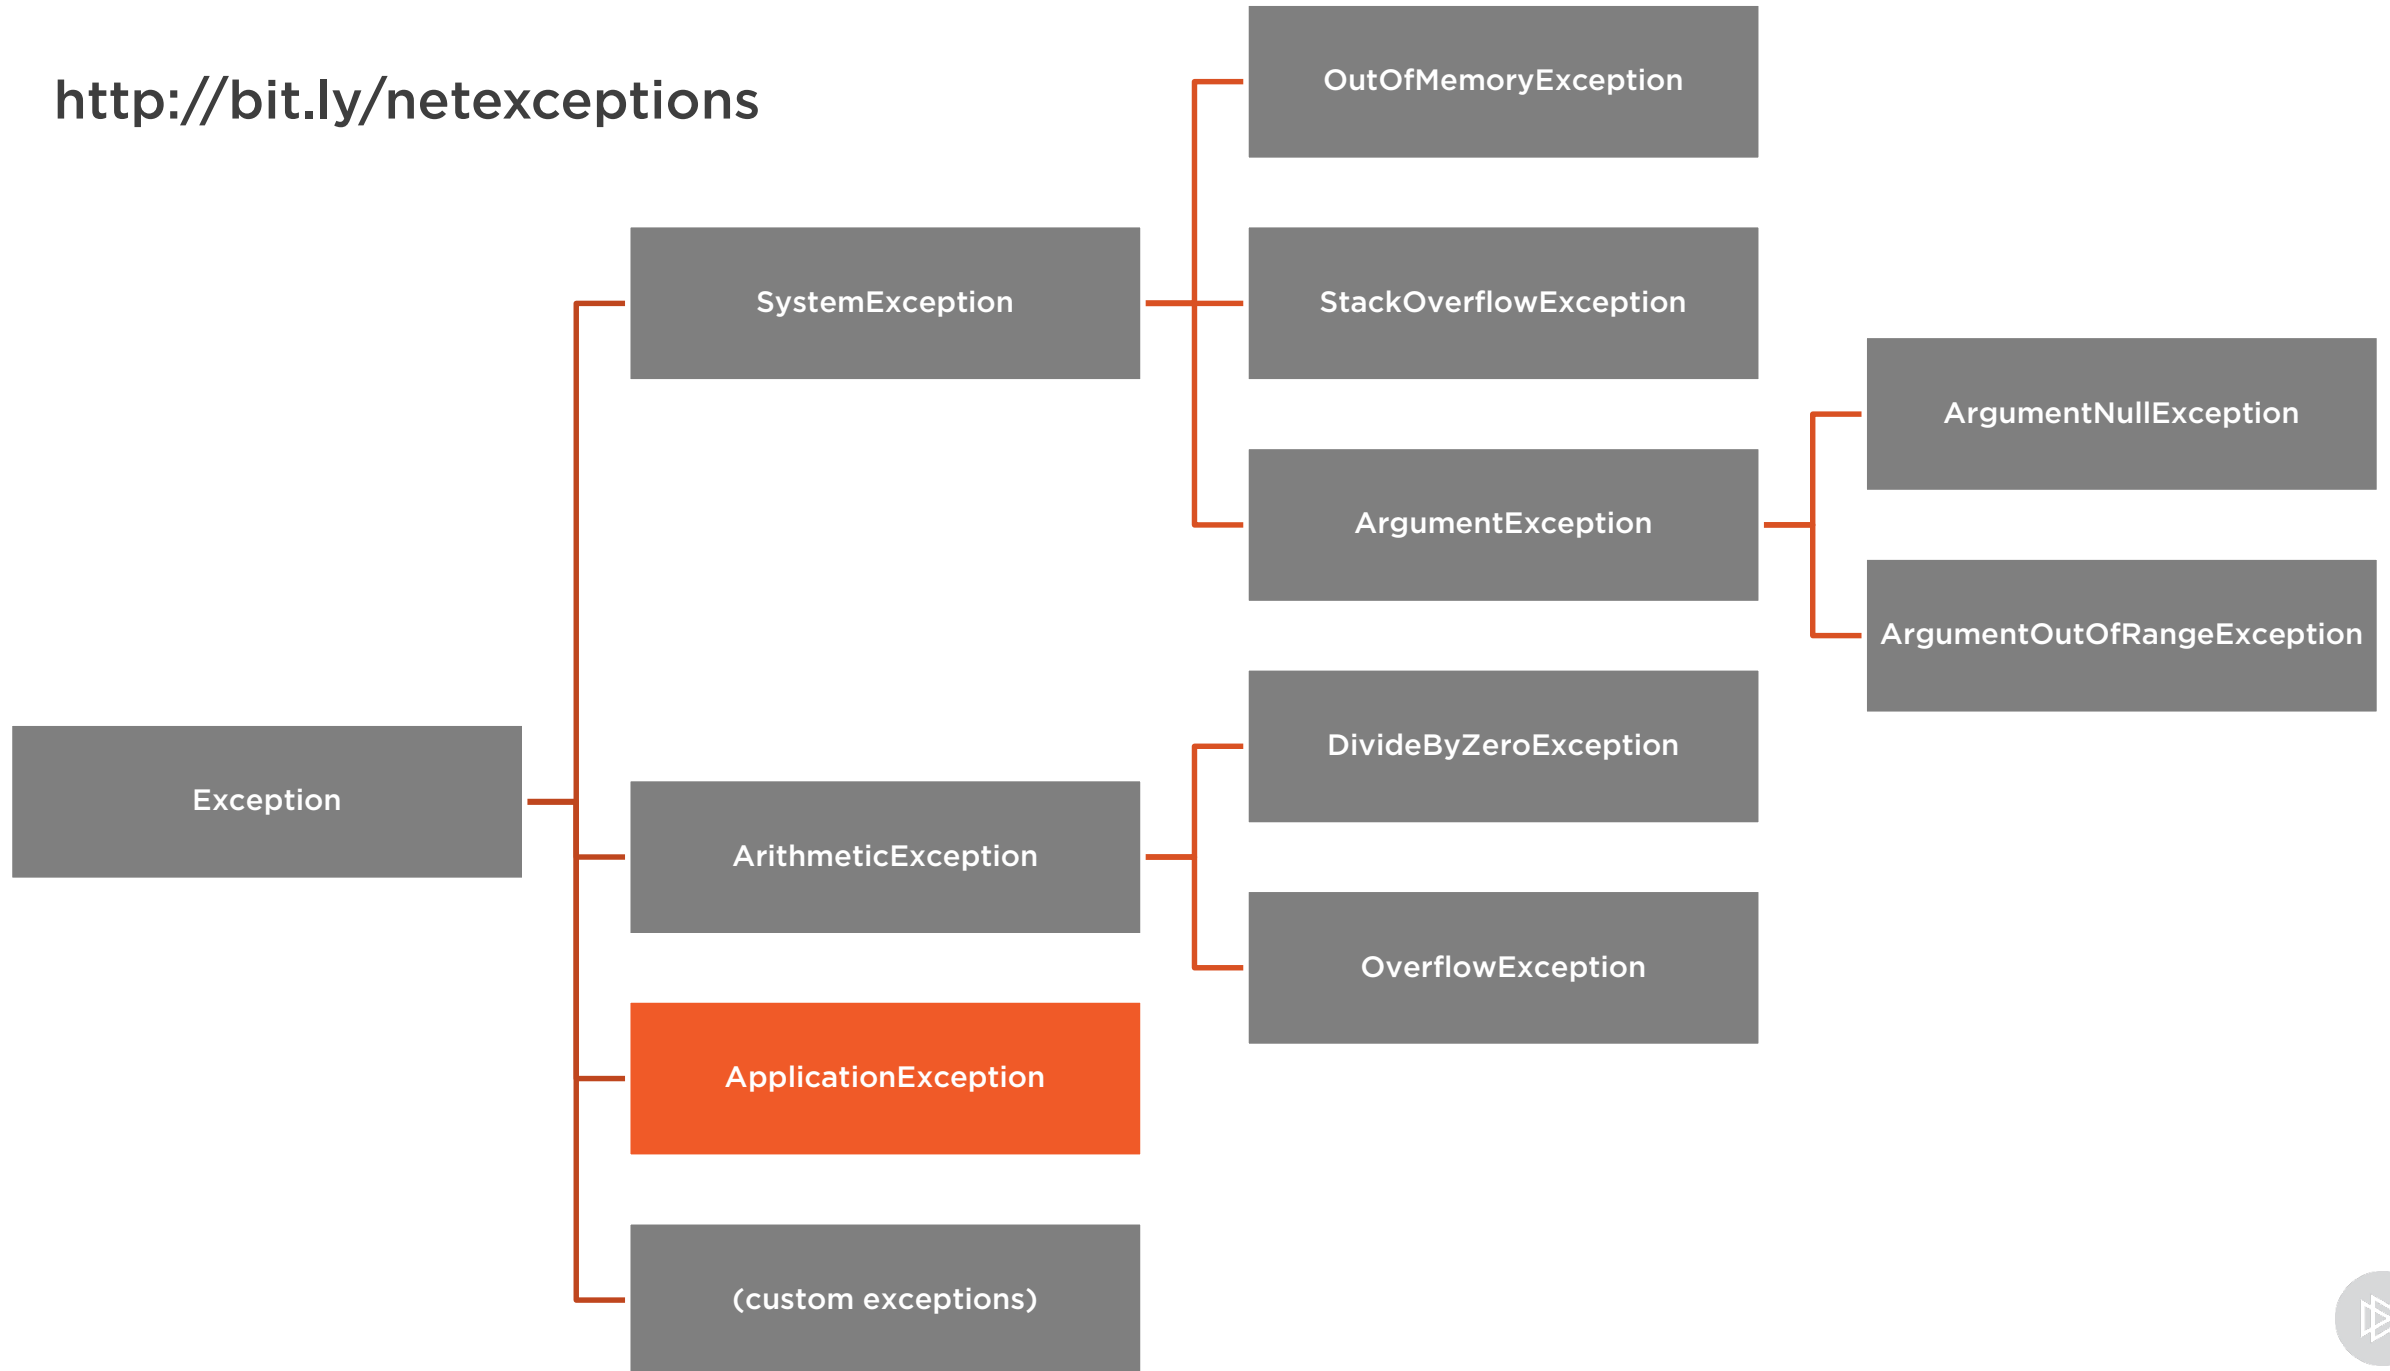 http://bit.ly/netexceptions
OutOfMemoryException
SystemException
StackOverflowException
ArgumentNullException
ArgumentException
ArgumentOutOfRangeException
DivideByZeroException
Exception
ArithmeticException
OverflowException
ApplicationException
(custom exceptions)